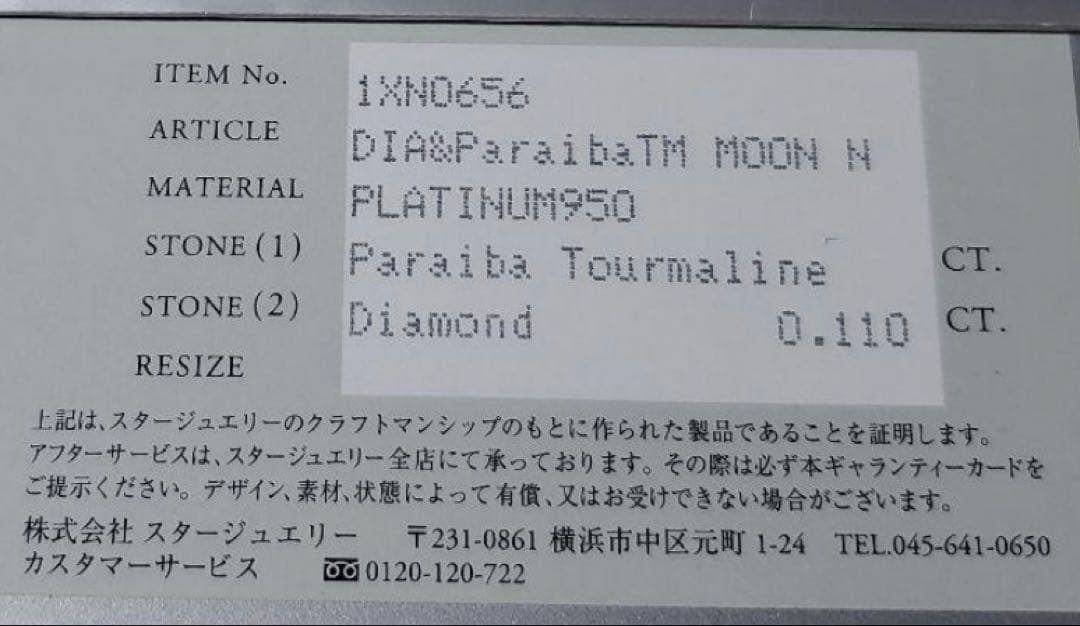 ITEM No. 1XN0656
ARTICLE DIA&ParaibaTM MOON N
MATERIAL PLATINUM950
STONE (1) Paraiba Tourmaline CT.
STONE (2) Diamond 0.110 CT.
RESIZE
上記は、スタージュエリーのクラフトマンシップのもとに作られた製品であることを証明します。
アフターサービスは、スタージュエリー全店にて承っております。その際は必ず本ギャランティーカードを
ご提示ください。デザイン、素材、状態によって有償、又はお受けできない場合がございます。
株式会社 スタージュエリー 〒231-0861 横浜市中区元町 1-24 TEL.045-641-0650
カスタマーサービス 0120-120-722